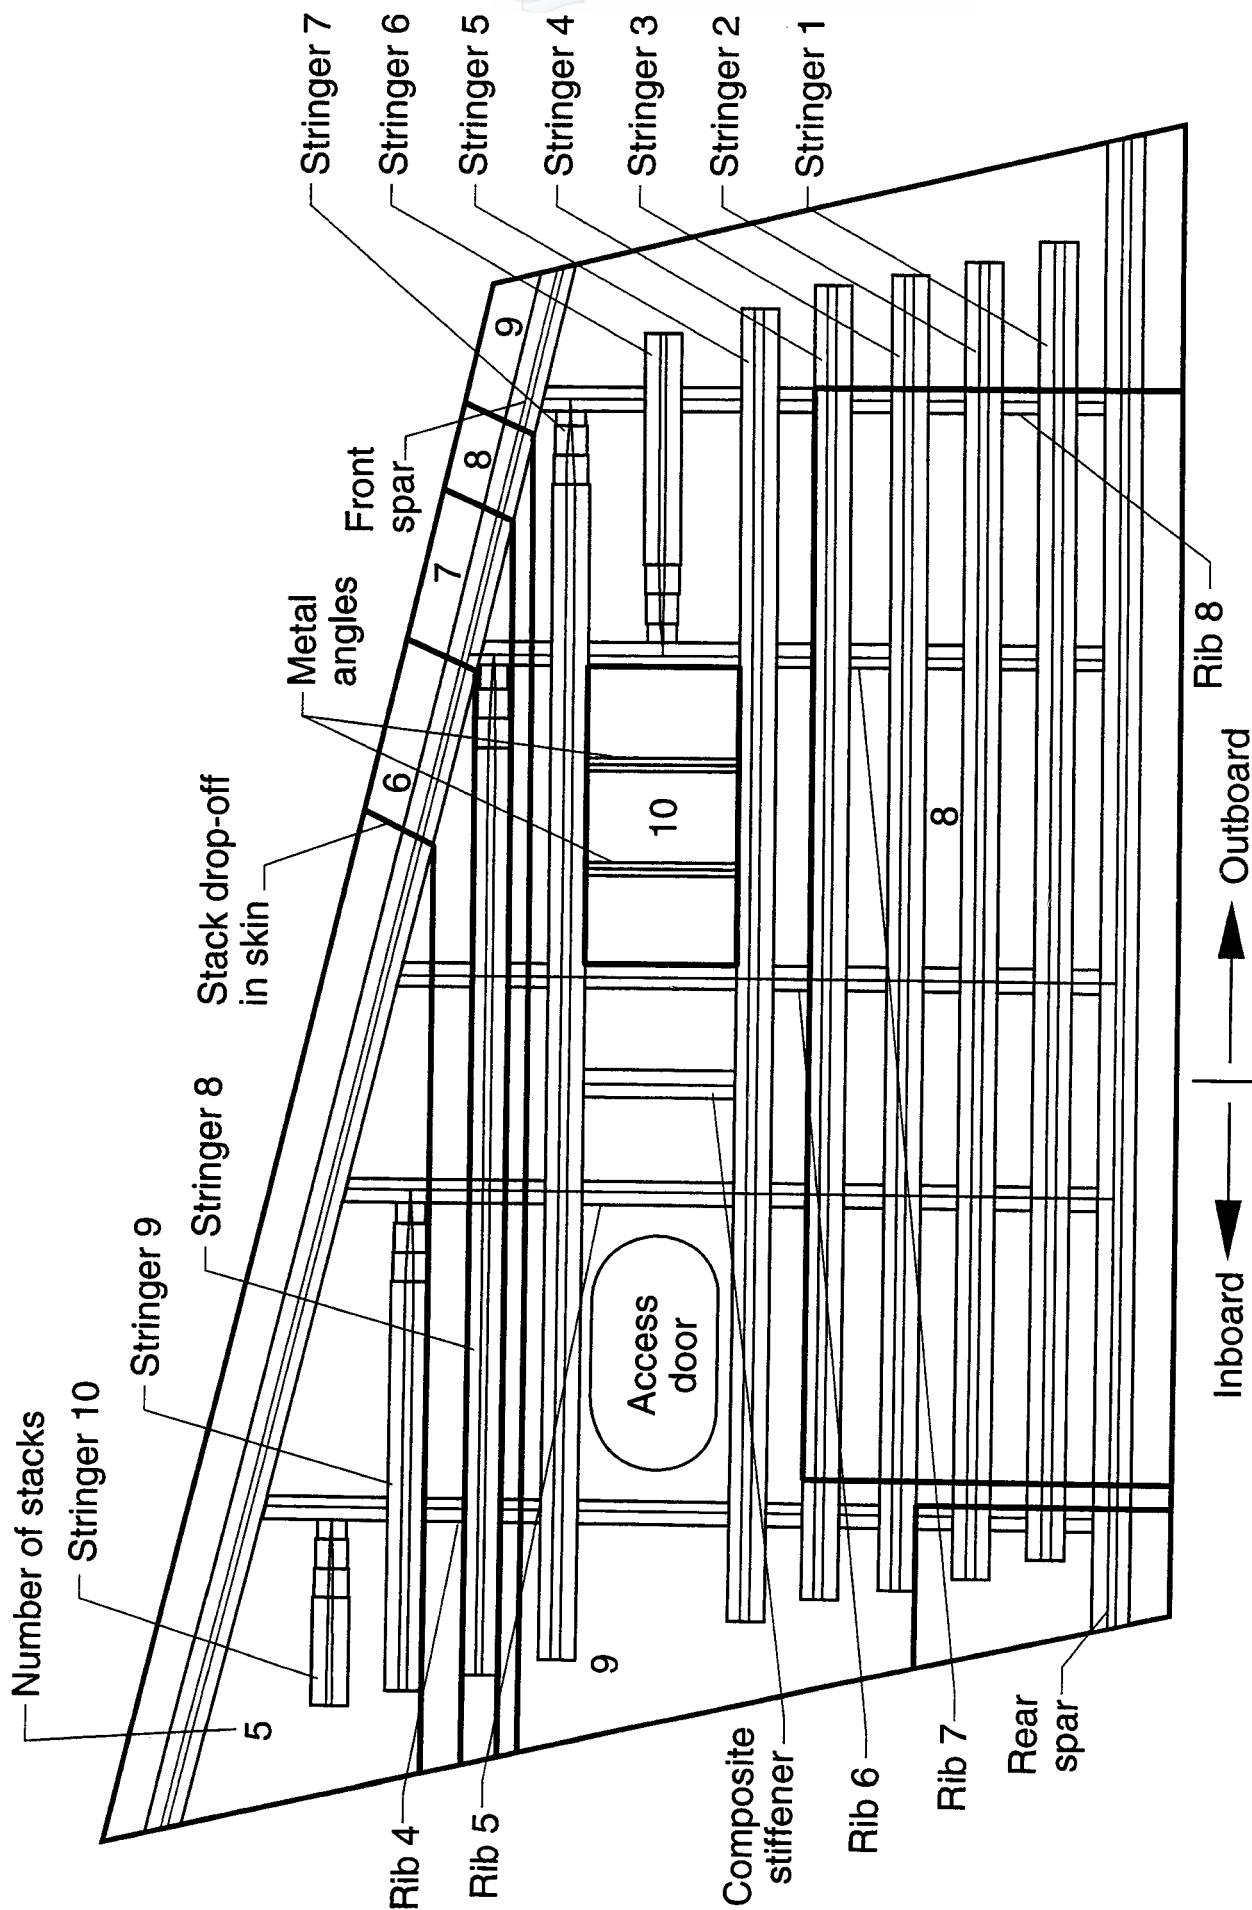 Number of stacks
Stringer 10
Stringer 9
Stringer 8
Stack drop-off
in skin
Metal
angles
Front
spar
Stringer 7
Stringer 6
Stringer 5
Stringer 4
Stringer 3
Stringer 2
Stringer 1
5
6
7
8
9
9
10
8
Access
door
Rib 4
Rib 5
Composite
stiffener
Rib 6
Rib 7
Rear
spar
Rib 8
Inboard
Outboard